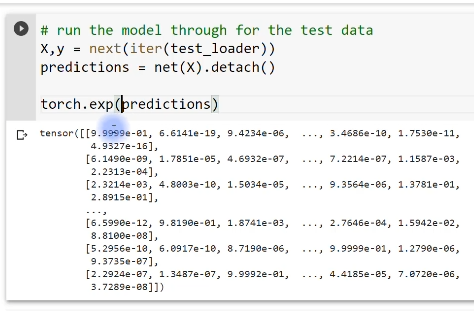 # run the model through for the test data
X,y = next(iter(test_loader))
predictions = net(X).detach()
torch.exp(predictions)
tensor([[9.9999e-01, 6.6141e-19, 9.4234e-06, ..., 3.4686e-10, 1.7530e-11,
4.9327e-16],
[6.1490e-09, 1.7851e-05, 4.6932e-07, ..., 7.2214e-07, 1.1587e-03,
2.2313e-04],
[2.3214e-03, 4.8003e-10, 1.5034e-05, ..., 9.3564e-06, 1.3781e-01,
2.8915e-01],
...,
[6.5990e-12, 9.8190e-01, 1.8741e-03, ..., 2.7646e-04, 1.5942e-02,
8.8100e-08],
[5.2956e-10, 6.0917e-10, 8.7190e-06, ..., 9.9999e-01, 1.2790e-06,
9.3735e-07],
[2.2924e-07, 1.3487e-07, 9.9992e-01, ..., 4.4185e-05, 7.0720e-06,
3.7289e-08]])